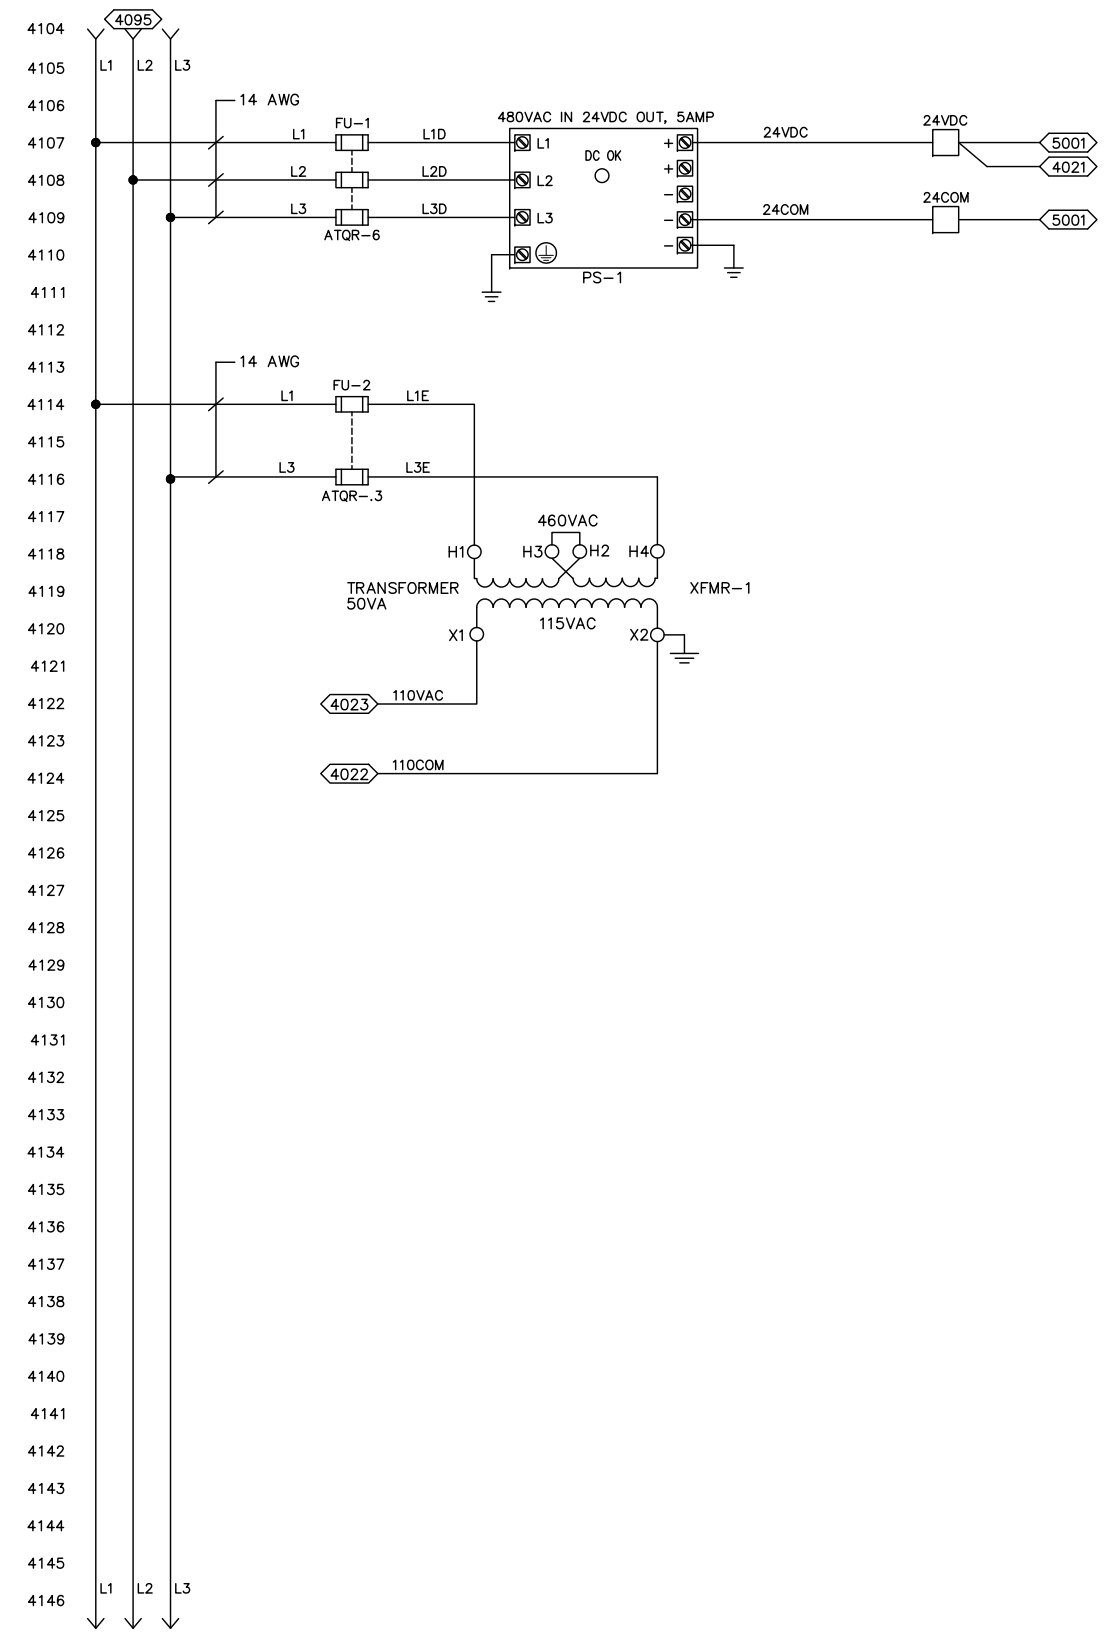 4104
4095
4105
L1
L2
L3
4106
14 AWG
4107
L1
FU-1
L1D
480VAC IN 24VDC OUT, 5AMP
L1
DC OK
+
24VDC
24VDC
5001
+
4021
4108
L2
L2D
L2
-
4109
L3
L3D
L3
-
24COM
24COM
5001
ATQR-6
4110
-
PS-1
4111
4112
4113
14 AWG
4114
L1
FU-2
L1E
4115
4116
L3
L3E
ATQR-.3
4117
460VAC
4118
H1
H3
H2
H4
4119
TRANSFORMER
50VA
XFMR-1
115VAC
4120
X1
X2
4121
4122
4023
110VAC
4123
4124
4022
110COM
4125
4126
4127
4128
4129
4130
4131
4132
4133
4134
4135
4136
4137
4138
4139
4140
4141
4142
4143
4144
4145
4146
L1
L2
L3